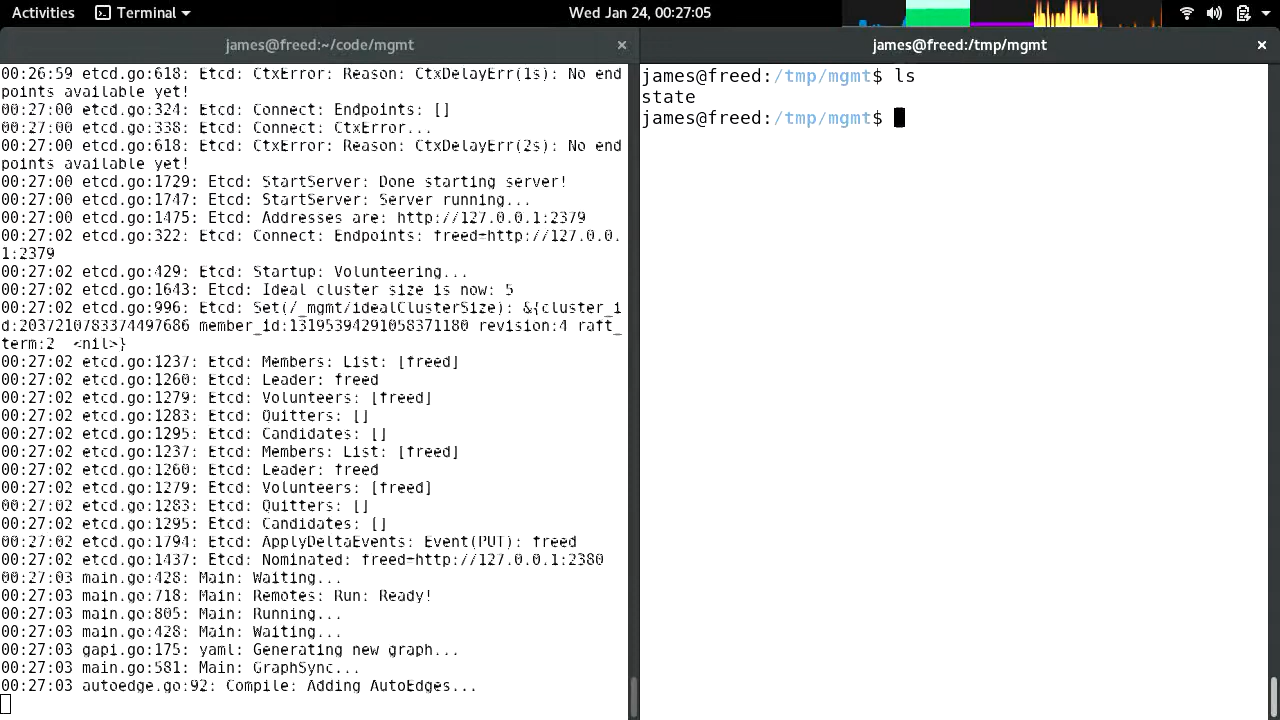 Activities Terminal Wed Jan 24, 00:27:05
james@freed:~/code/mgmt ×
00:26:59 etcd.go:618: Etcd: CtxError: Reason: CtxDelayErr(1s): No end
points available yet!
00:27:00 etcd.go:324: Etcd: Connect: Endpoints: []
00:27:00 etcd.go:338: Etcd: Connect: CtxError...
00:27:00 etcd.go:618: Etcd: CtxError: Reason: CtxDelayErr(2s): No end
points available yet!
00:27:00 etcd.go:1729: Etcd: StartServer: Done starting server!
00:27:00 etcd.go:1747: Etcd: StartServer: Server running...
00:27:00 etcd.go:1475: Etcd: Addresses are: http://127.0.0.1:2379
00:27:02 etcd.go:322: Etcd: Connect: Endpoints: freed=http://127.0.0.
1:2379
00:27:02 etcd.go:429: Etcd: Startup: Volunteering...
00:27:02 etcd.go:1643: Etcd: Ideal cluster size is now: 5
00:27:02 etcd.go:996: Etcd: Set(/_mgmt/idealClusterSize): &{cluster_i
d:2037210783374497686 member_id:13195394291058371180 revision:4 raft_
term:2  <nil>}
00:27:02 etcd.go:1237: Etcd: Members: List: [freed]
00:27:02 etcd.go:1260: Etcd: Leader: freed
00:27:02 etcd.go:1279: Etcd: Volunteers: [freed]
00:27:02 etcd.go:1283: Etcd: Quitters: []
00:27:02 etcd.go:1295: Etcd: Candidates: []
00:27:02 etcd.go:1237: Etcd: Members: List: [freed]
00:27:02 etcd.go:1260: Etcd: Leader: freed
00:27:02 etcd.go:1279: Etcd: Volunteers: [freed]
00:27:02 etcd.go:1283: Etcd: Quitters: []
00:27:02 etcd.go:1295: Etcd: Candidates: []
00:27:02 etcd.go:1794: Etcd: ApplyDeltaEvents: Event(PUT): freed
00:27:02 etcd.go:1437: Etcd: Nominated: freed=http://127.0.0.1:2380
00:27:03 main.go:428: Main: Waiting...
00:27:03 main.go:718: Main: Remotes: Run: Ready!
00:27:03 main.go:805: Main: Running...
00:27:03 main.go:428: Main: Waiting...
00:27:03 gapi.go:175: yaml: Generating new graph...
00:27:03 main.go:581: Main: GraphSync...
00:27:03 autoedge.go:92: Compile: Adding AutoEdges...
james@freed:/tmp/mgmt ×
james@freed:/tmp/mgmt$ ls
state
james@freed:/tmp/mgmt$